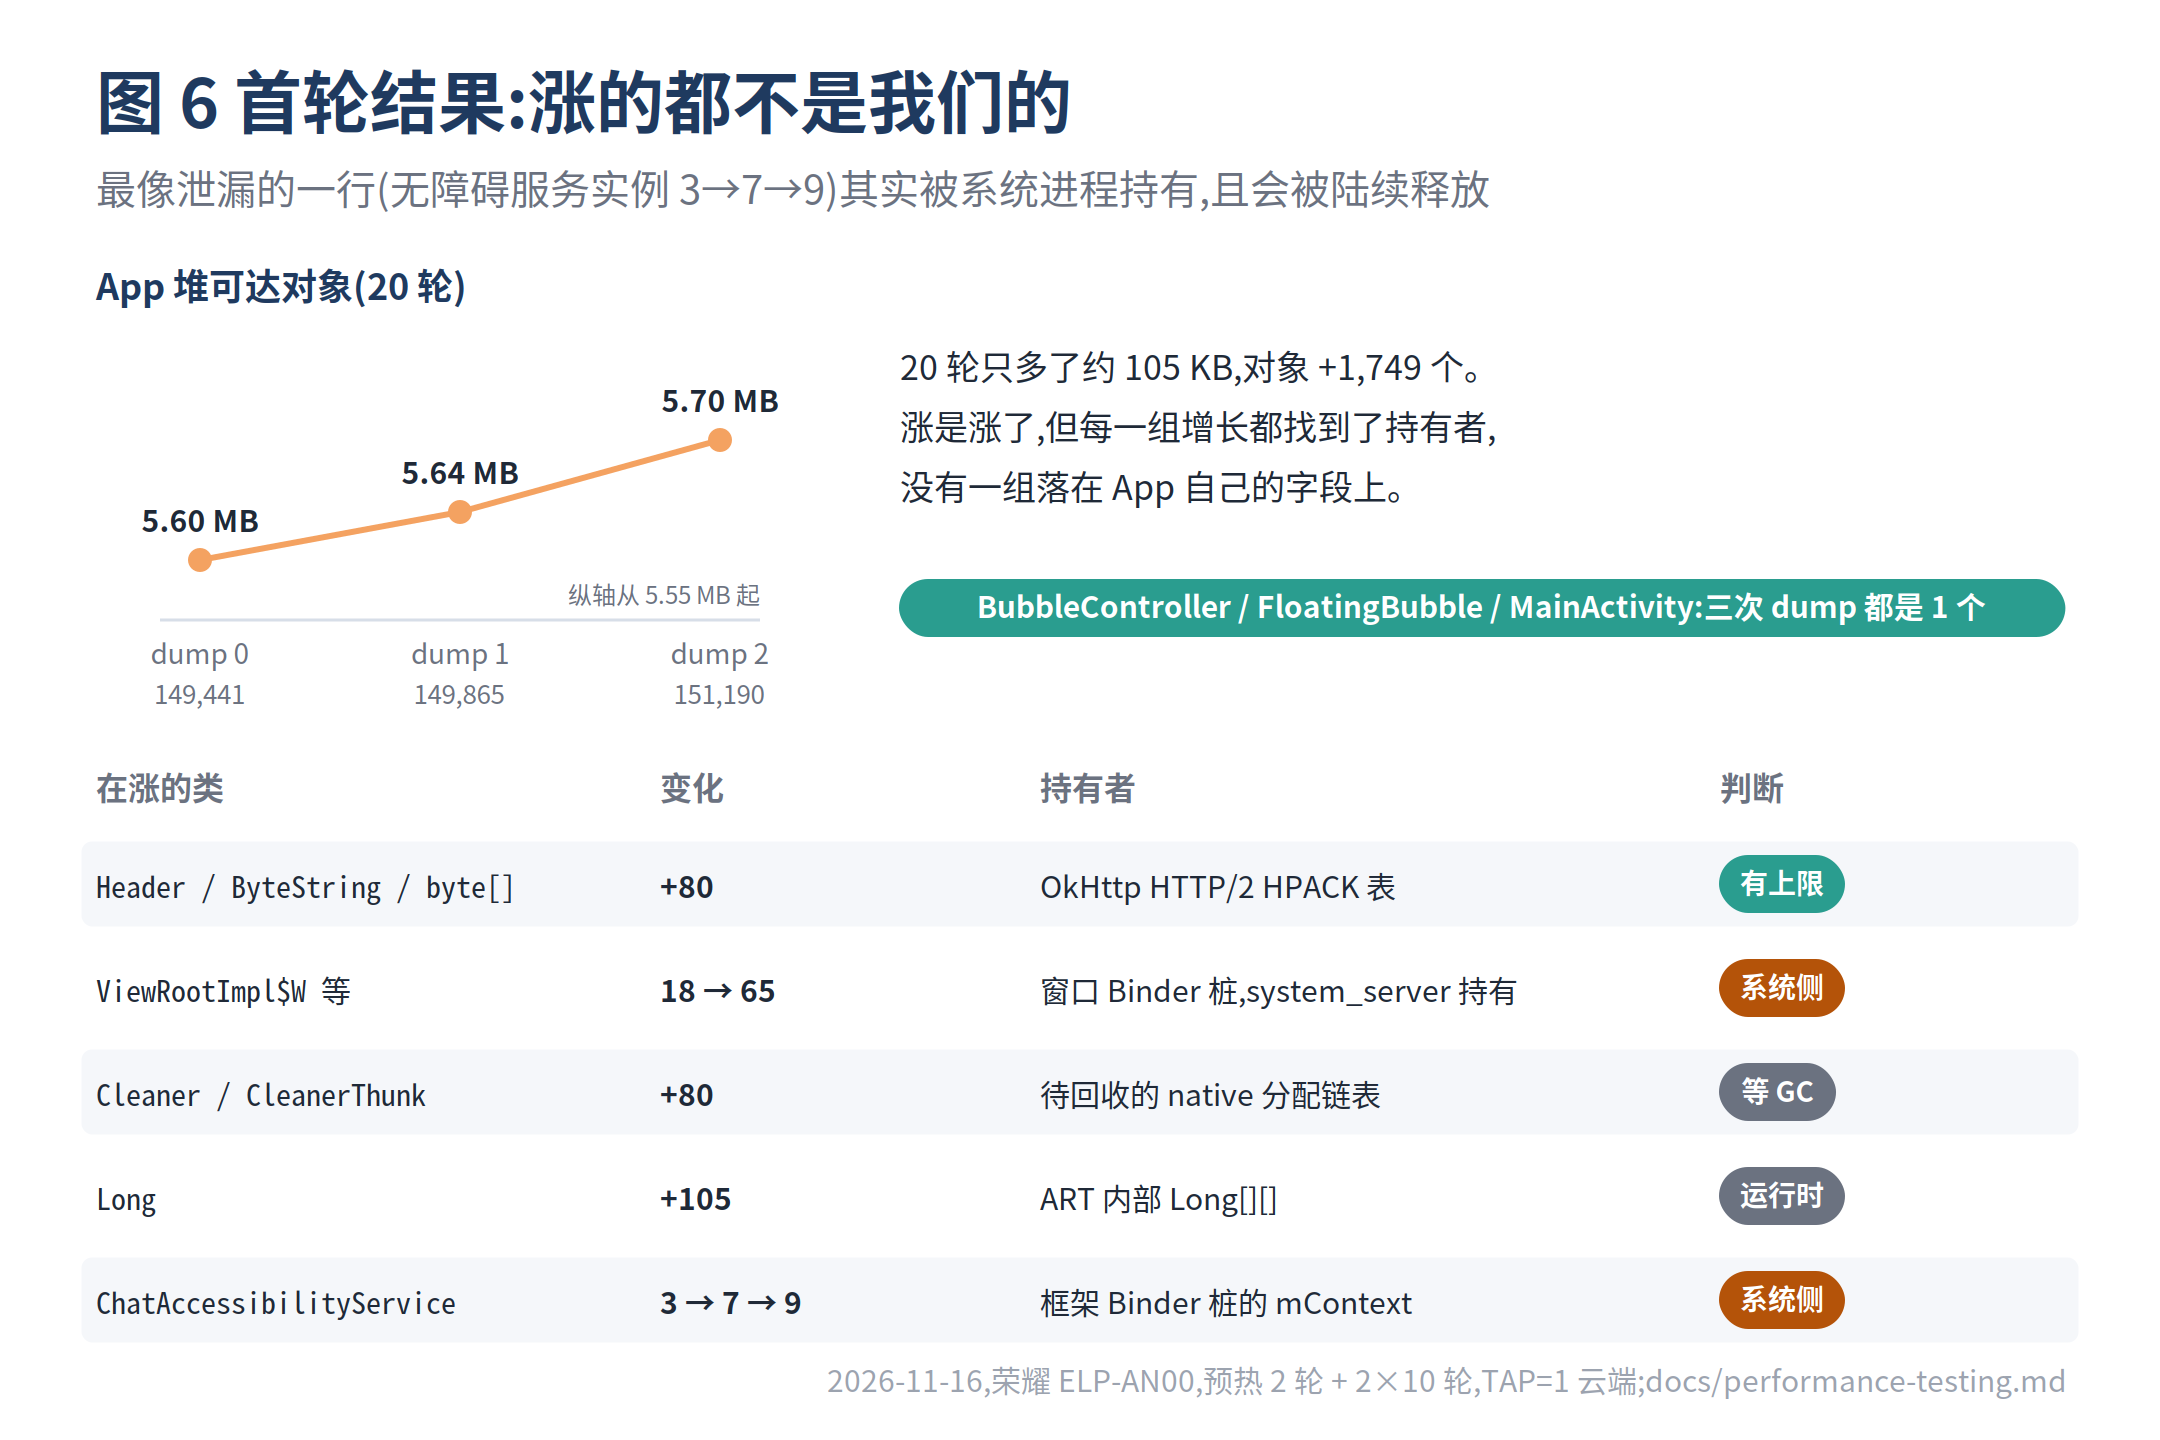 图 6 首轮结果:涨的都不是我们的
最像泄漏的一行(无障碍服务实例 3→7→9)其实被系统进程持有,且会被陆续释放
App 堆可达对象(20 轮)
5.60 MB
5.64 MB
5.70 MB
纵轴从 5.55 MB 起
dump 0
149,441
dump 1
149,865
dump 2
151,190
20 轮只多了约 105 KB,对象 +1,749 个。
涨是涨了,但每一组增长都找到了持有者,
没有一组落在 App 自己的字段上。
BubbleController / FloatingBubble / MainActivity:三次 dump 都是 1 个
在涨的类 变化 持有者 判断
Header / ByteString / byte[] +80 OkHttp HTTP/2 HPACK 表 有上限
ViewRootImpl$W 等 18 → 65 窗口 Binder 桩,system_server 持有 系统侧
Cleaner / CleanerThunk +80 待回收的 native 分配链表 等 GC
Long +105 ART 内部 Long[][] 运行时
ChatAccessibilityService 3 → 7 → 9 框架 Binder 桩的 mContext 系统侧
2026-11-16,荣耀 ELP-AN00,预热 2 轮 + 2×10 轮,TAP=1 云端;docs/performance-testing.md